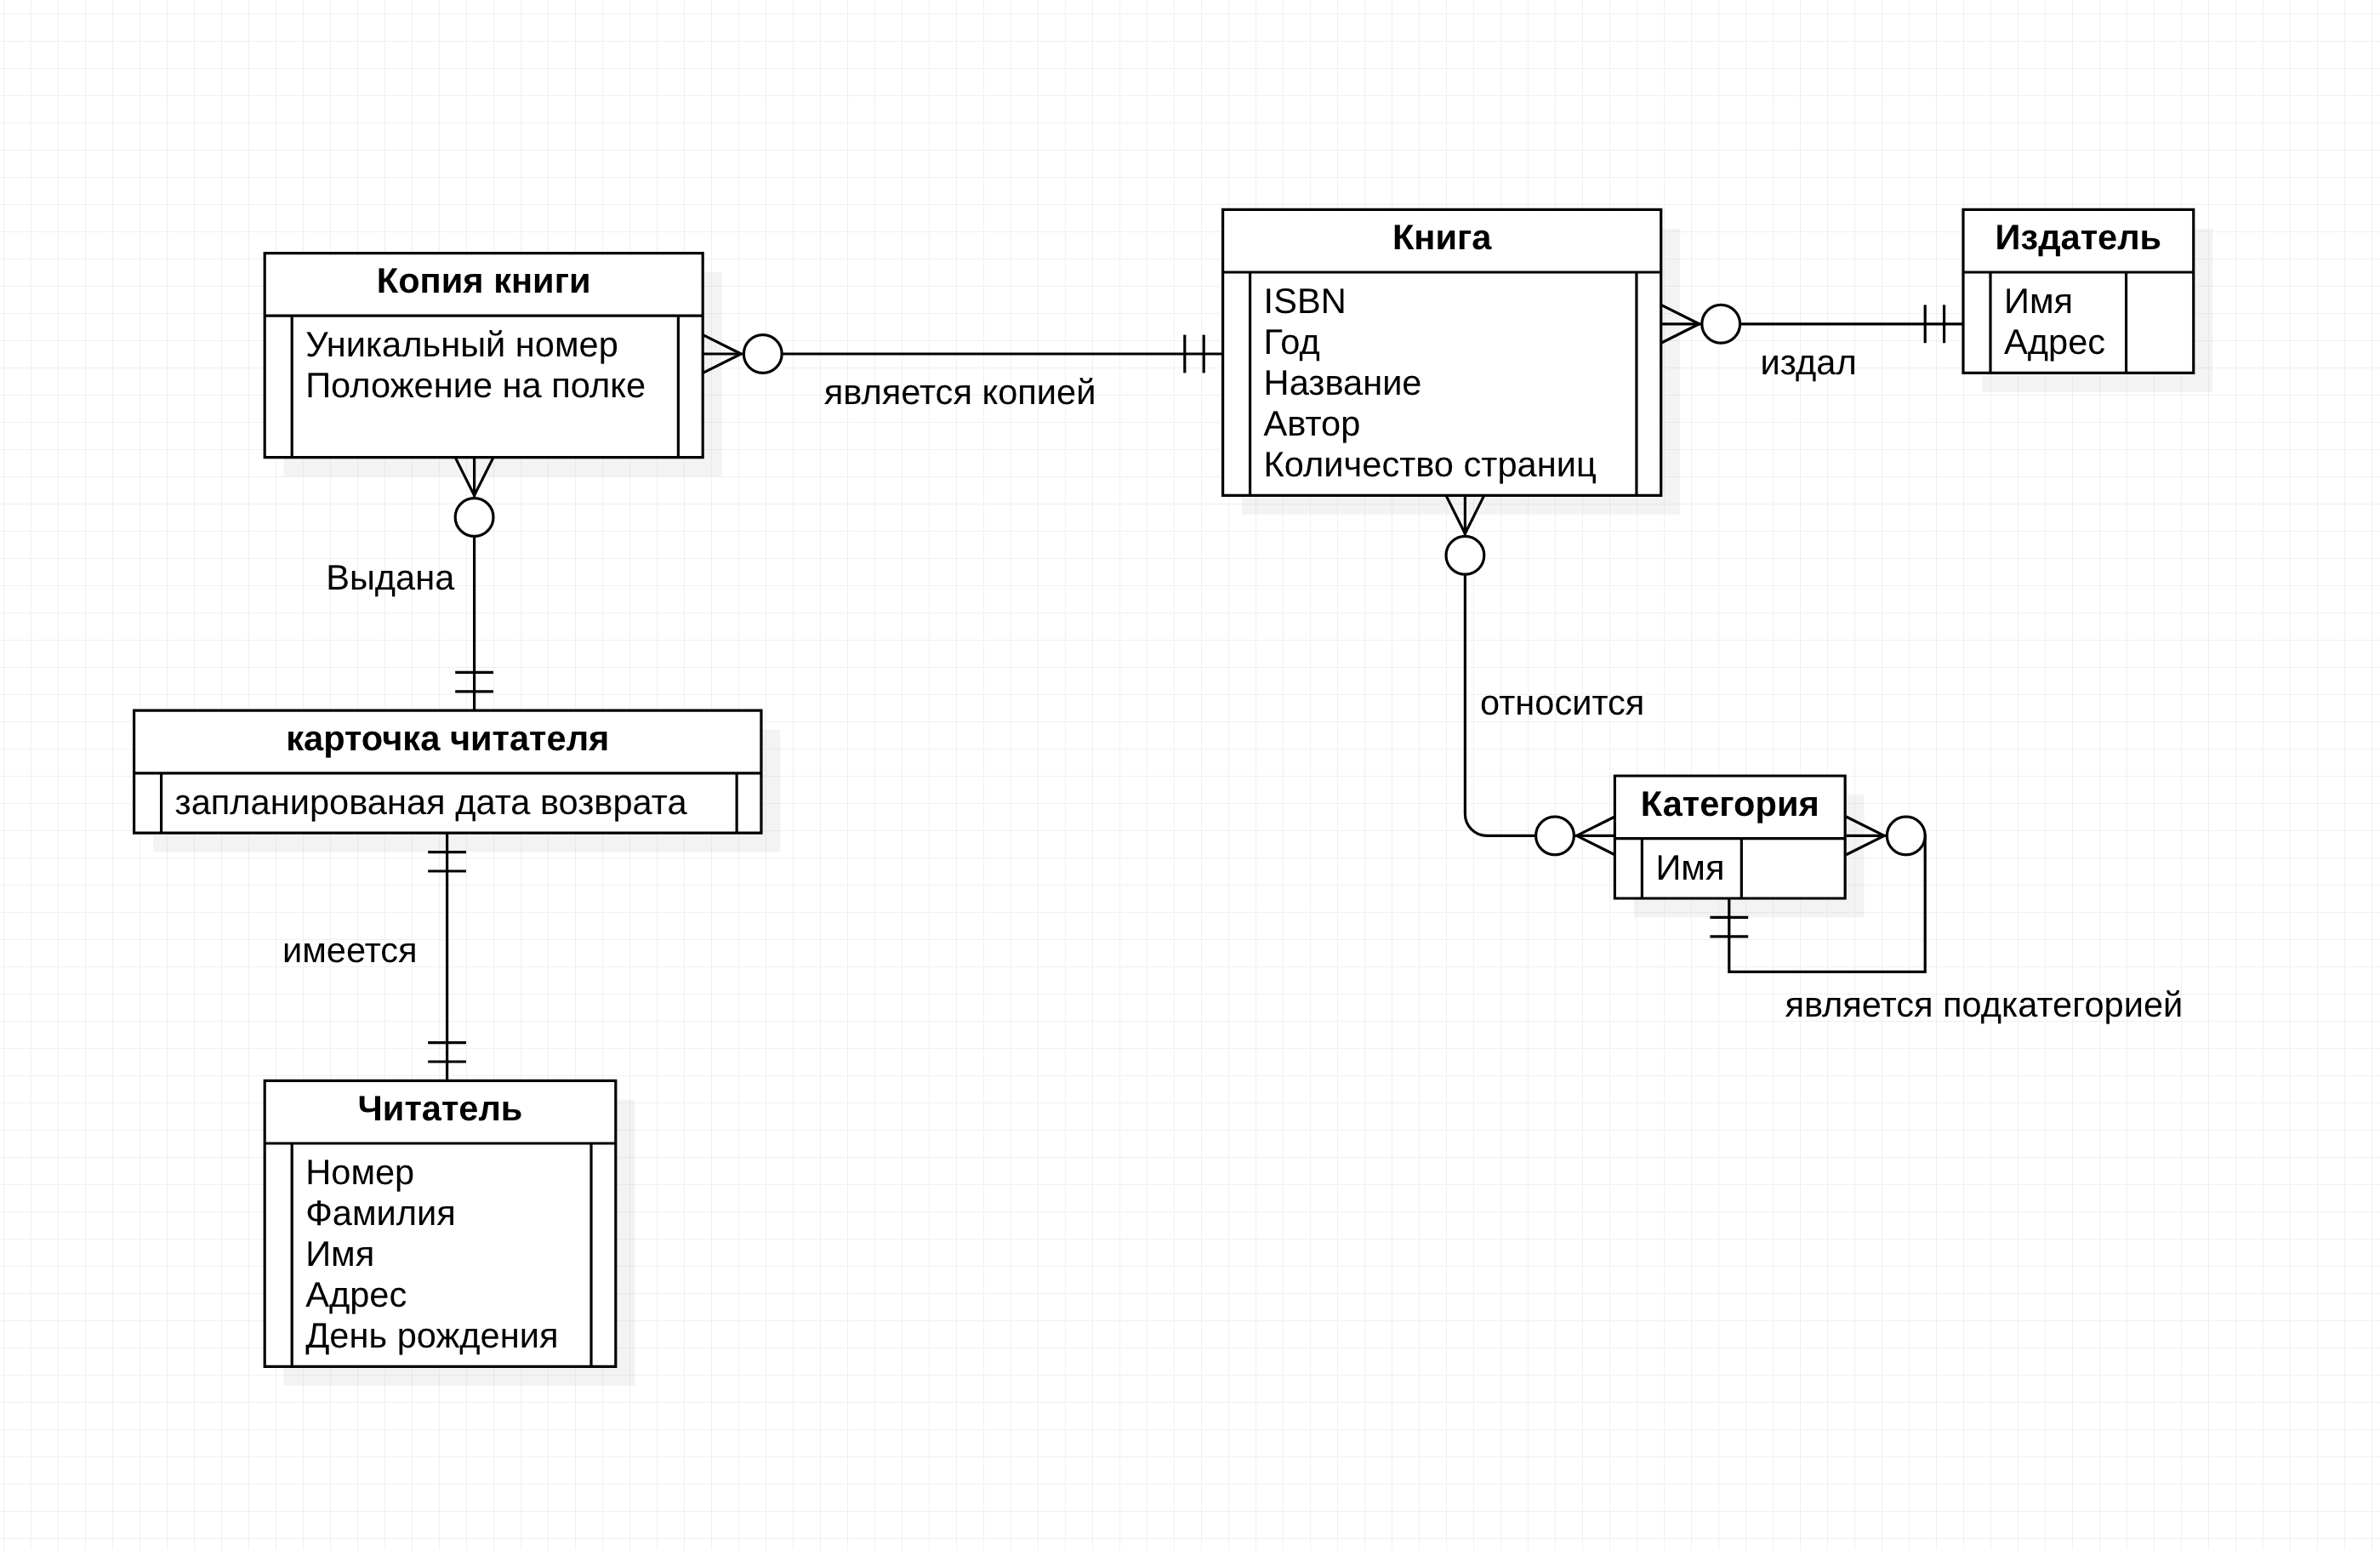 Копия книги
Уникальный номер
Положение на полке
является копией
Книга
ISBN
Год
Название
Автор
Количество страниц
издал
Издатель
Имя
Адрес
Выдана
относится
карточка читателя
запланированая дата возврата
Категория
Имя
является подкатегорией
имеется
Читатель
Номер
Фамилия
Имя
Адрес
День рождения